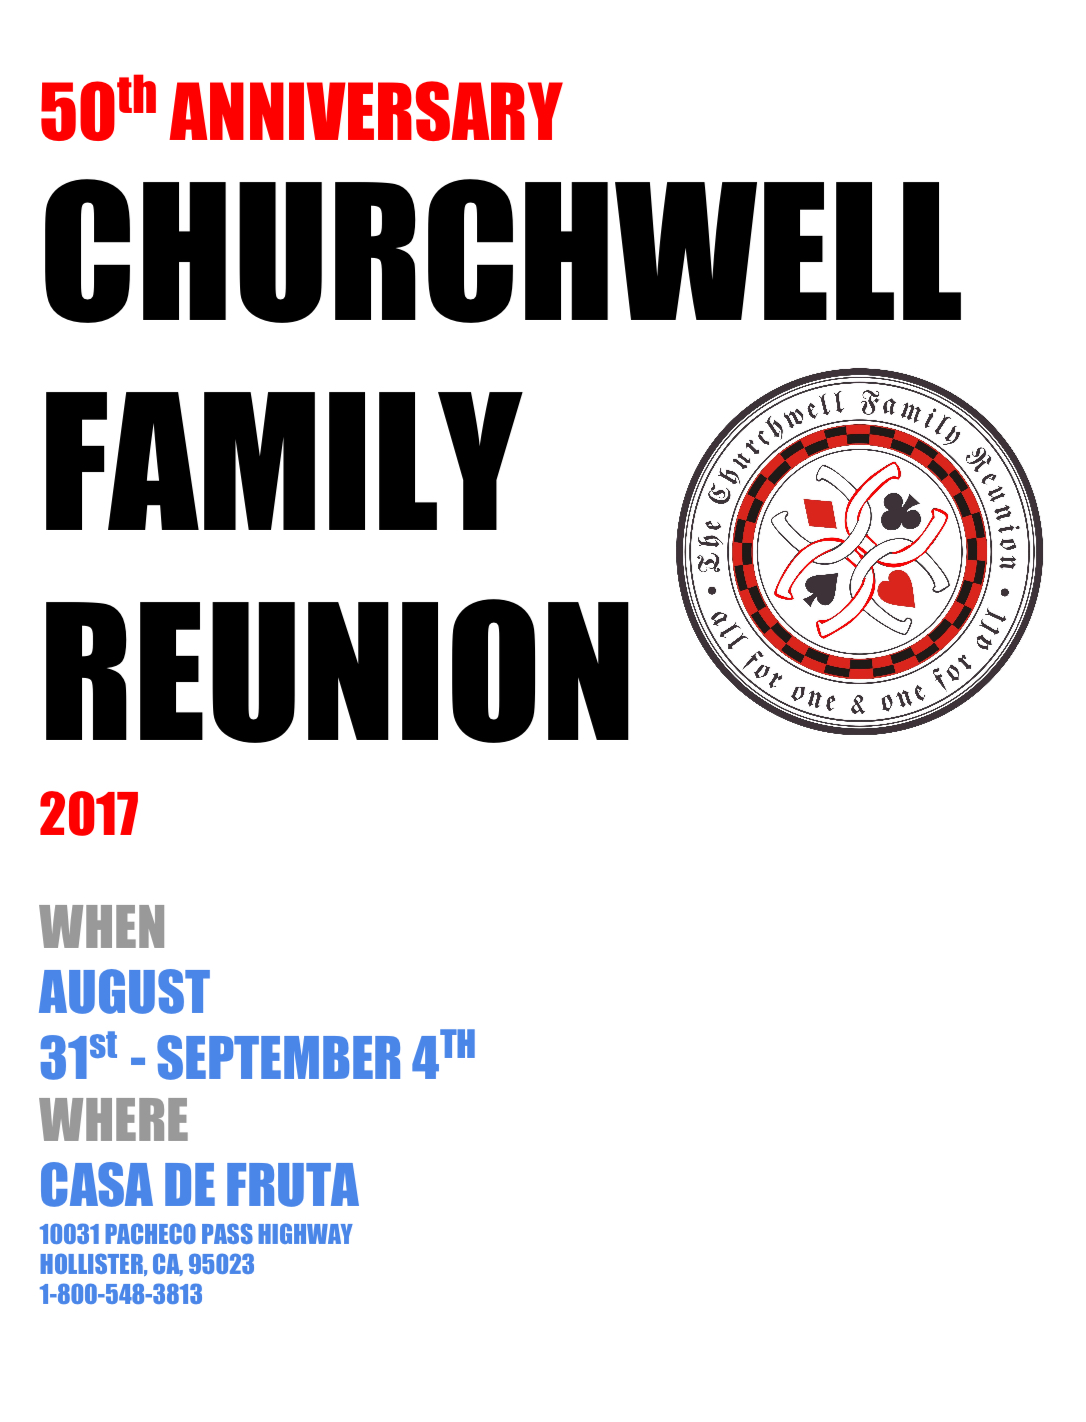 50th ANNIVERSARY
CHURCHWELL
FAMILY
REUNION
The Churchwell Family Reunion
• all for one & one for all •
2017
WHEN
AUGUST
31st - SEPTEMBER 4TH
WHERE
CASA DE FRUTA
10031 PACHECO PASS HIGHWAY
HOLLISTER, CA, 95023
1-800-548-3813